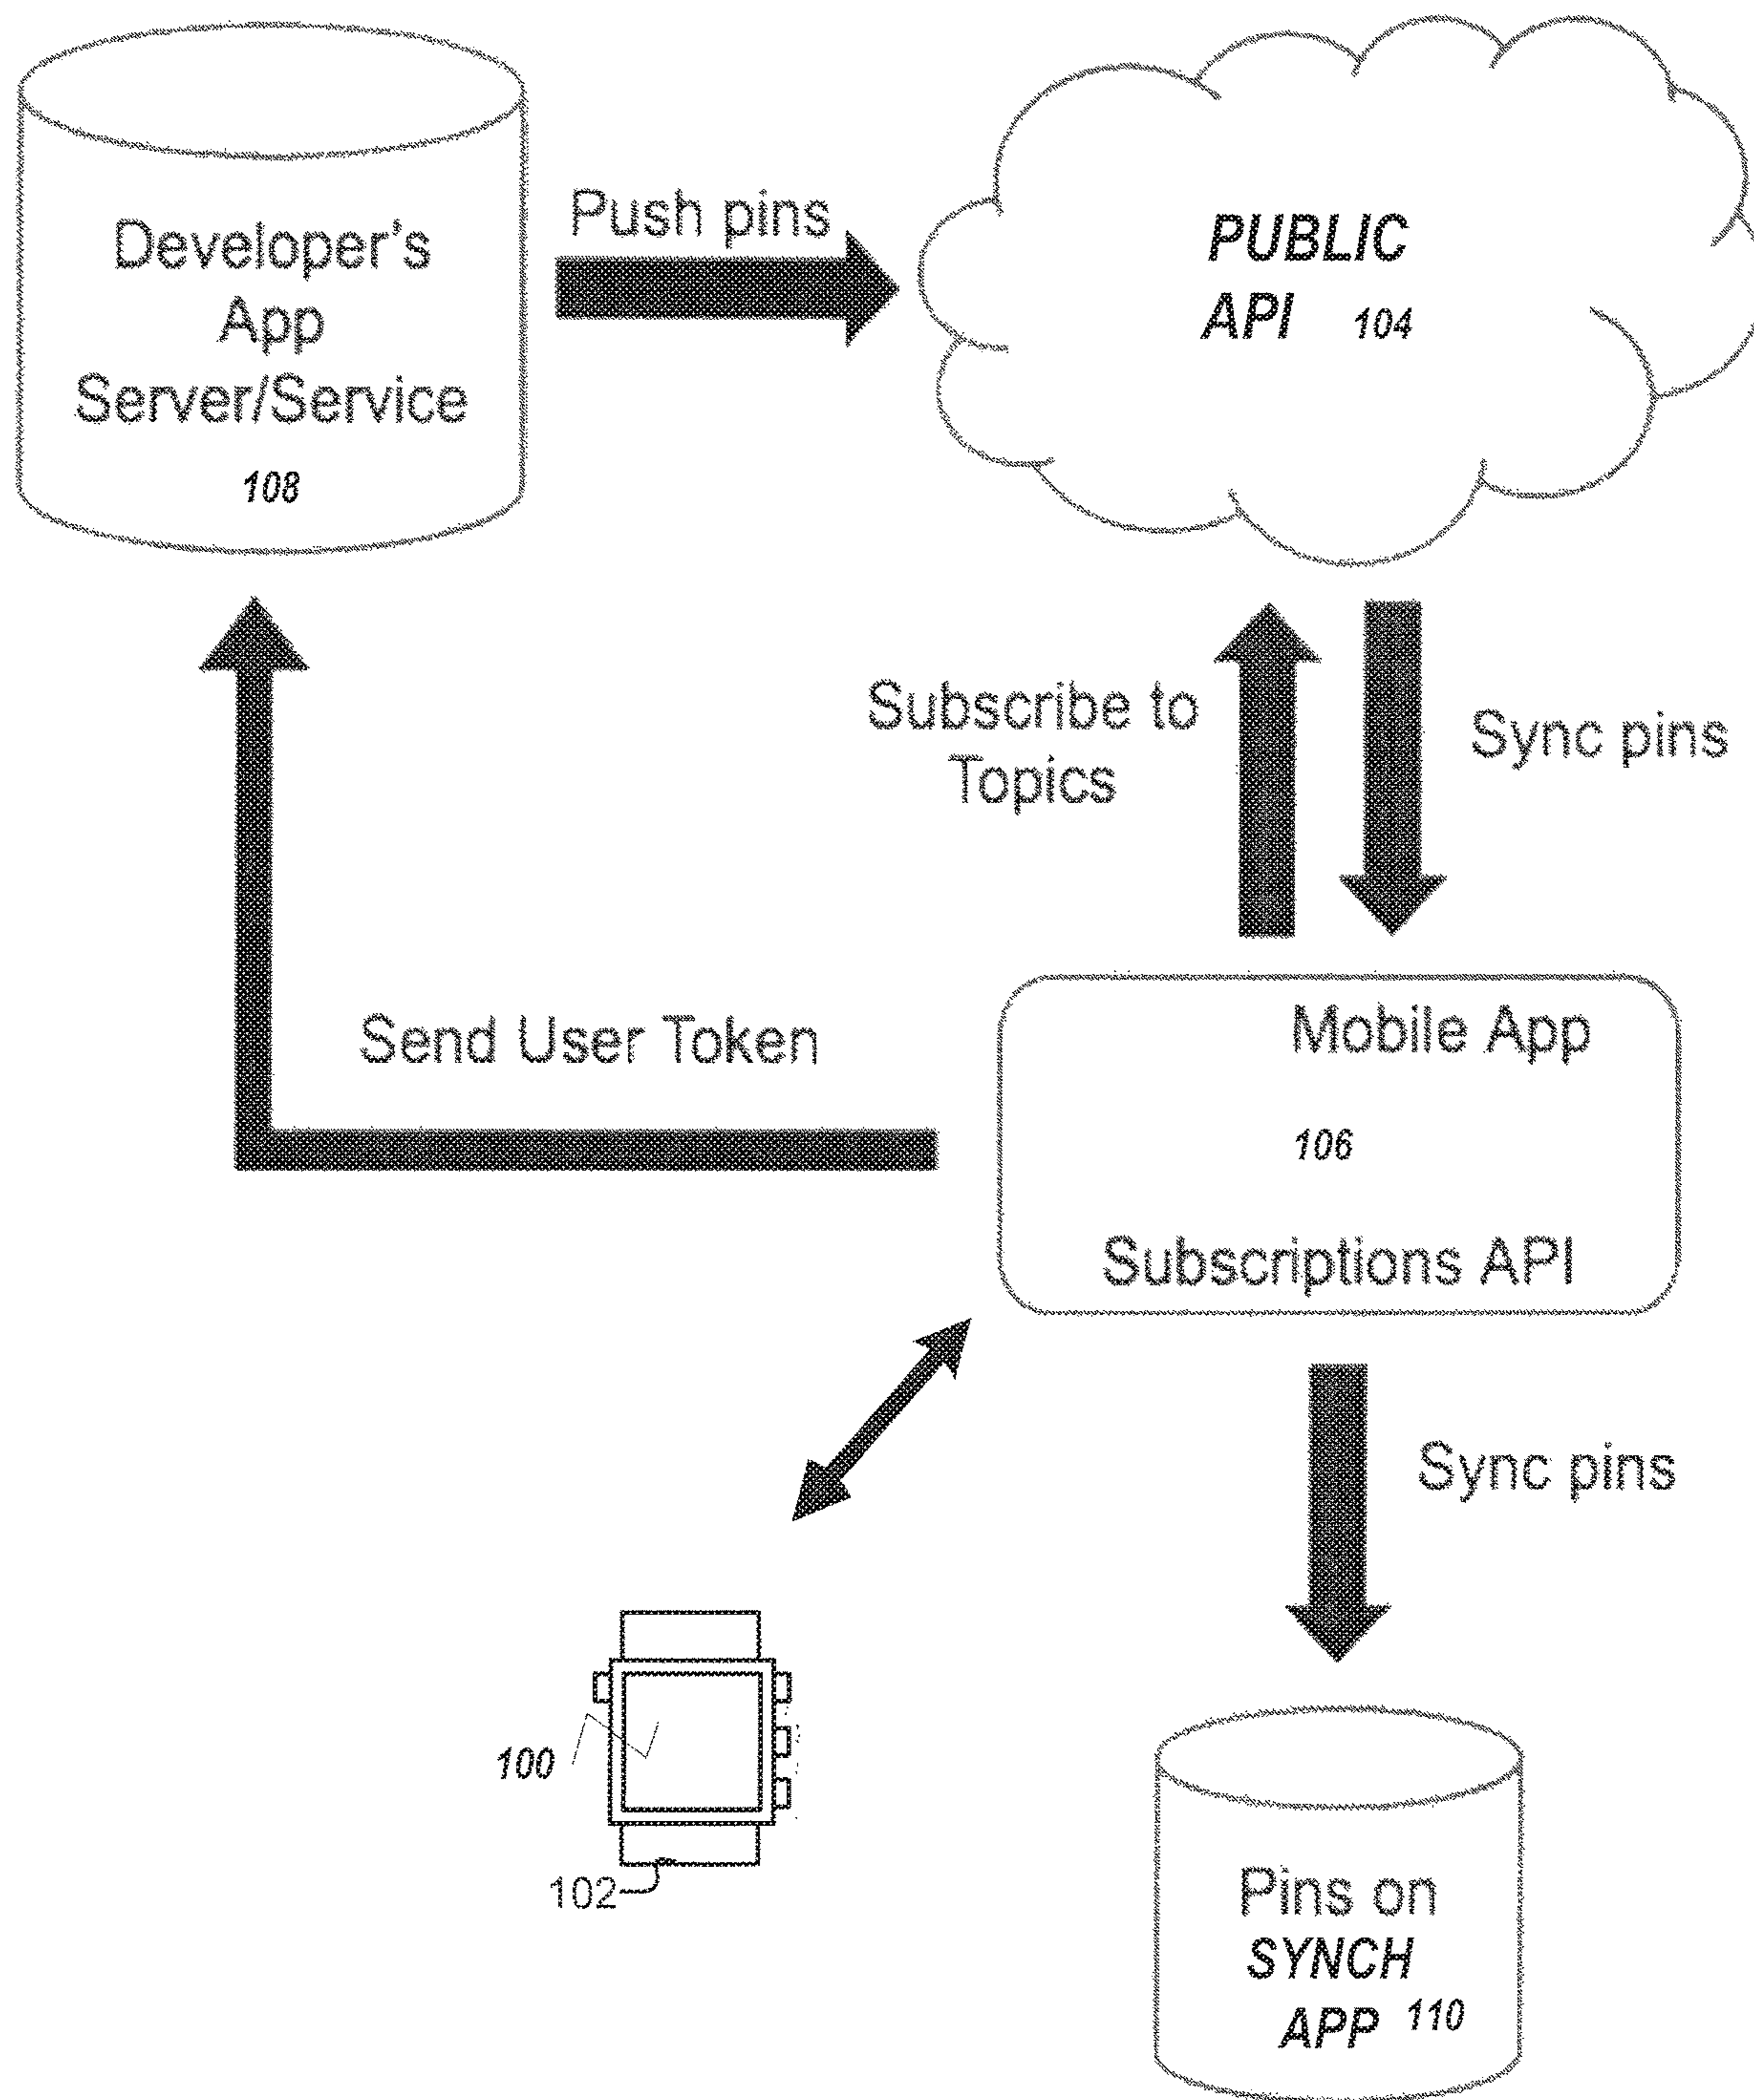 Developer's
App
Server/Service
108
Push pins
PUBLIC
API 104
Subscribe to
Topics
Sync pins
Send User Token
Mobile App
106
Subscriptions API
Sync pins
100
102
Pins on
SYNCH
APP 110